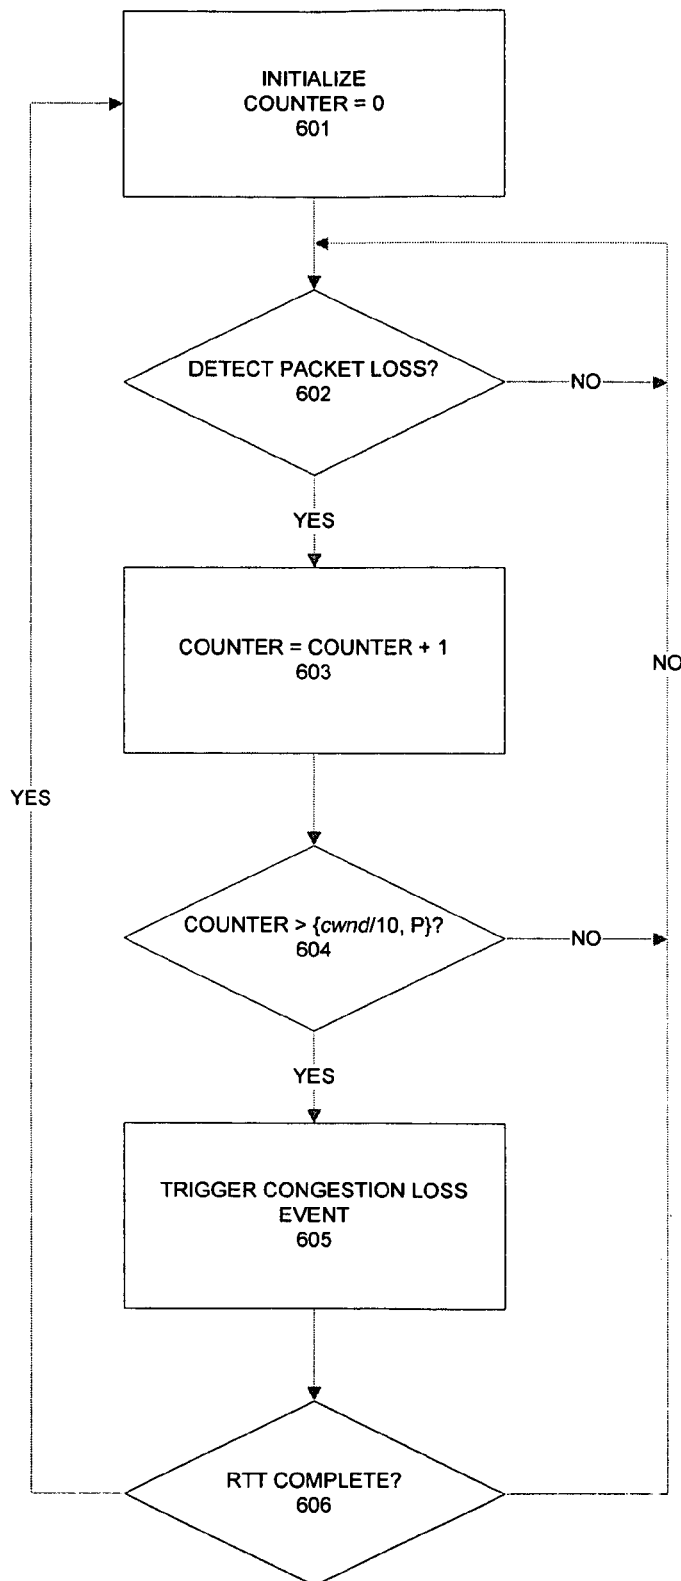 INITIALIZE
COUNTER = 0
601
DETECT PACKET LOSS?
602
NO
YES
COUNTER = COUNTER + 1
603
NO
YES
COUNTER > {cwnd/10, P}?
604
NO
YES
TRIGGER CONGESTION LOSS
EVENT
605
RTT COMPLETE?
606